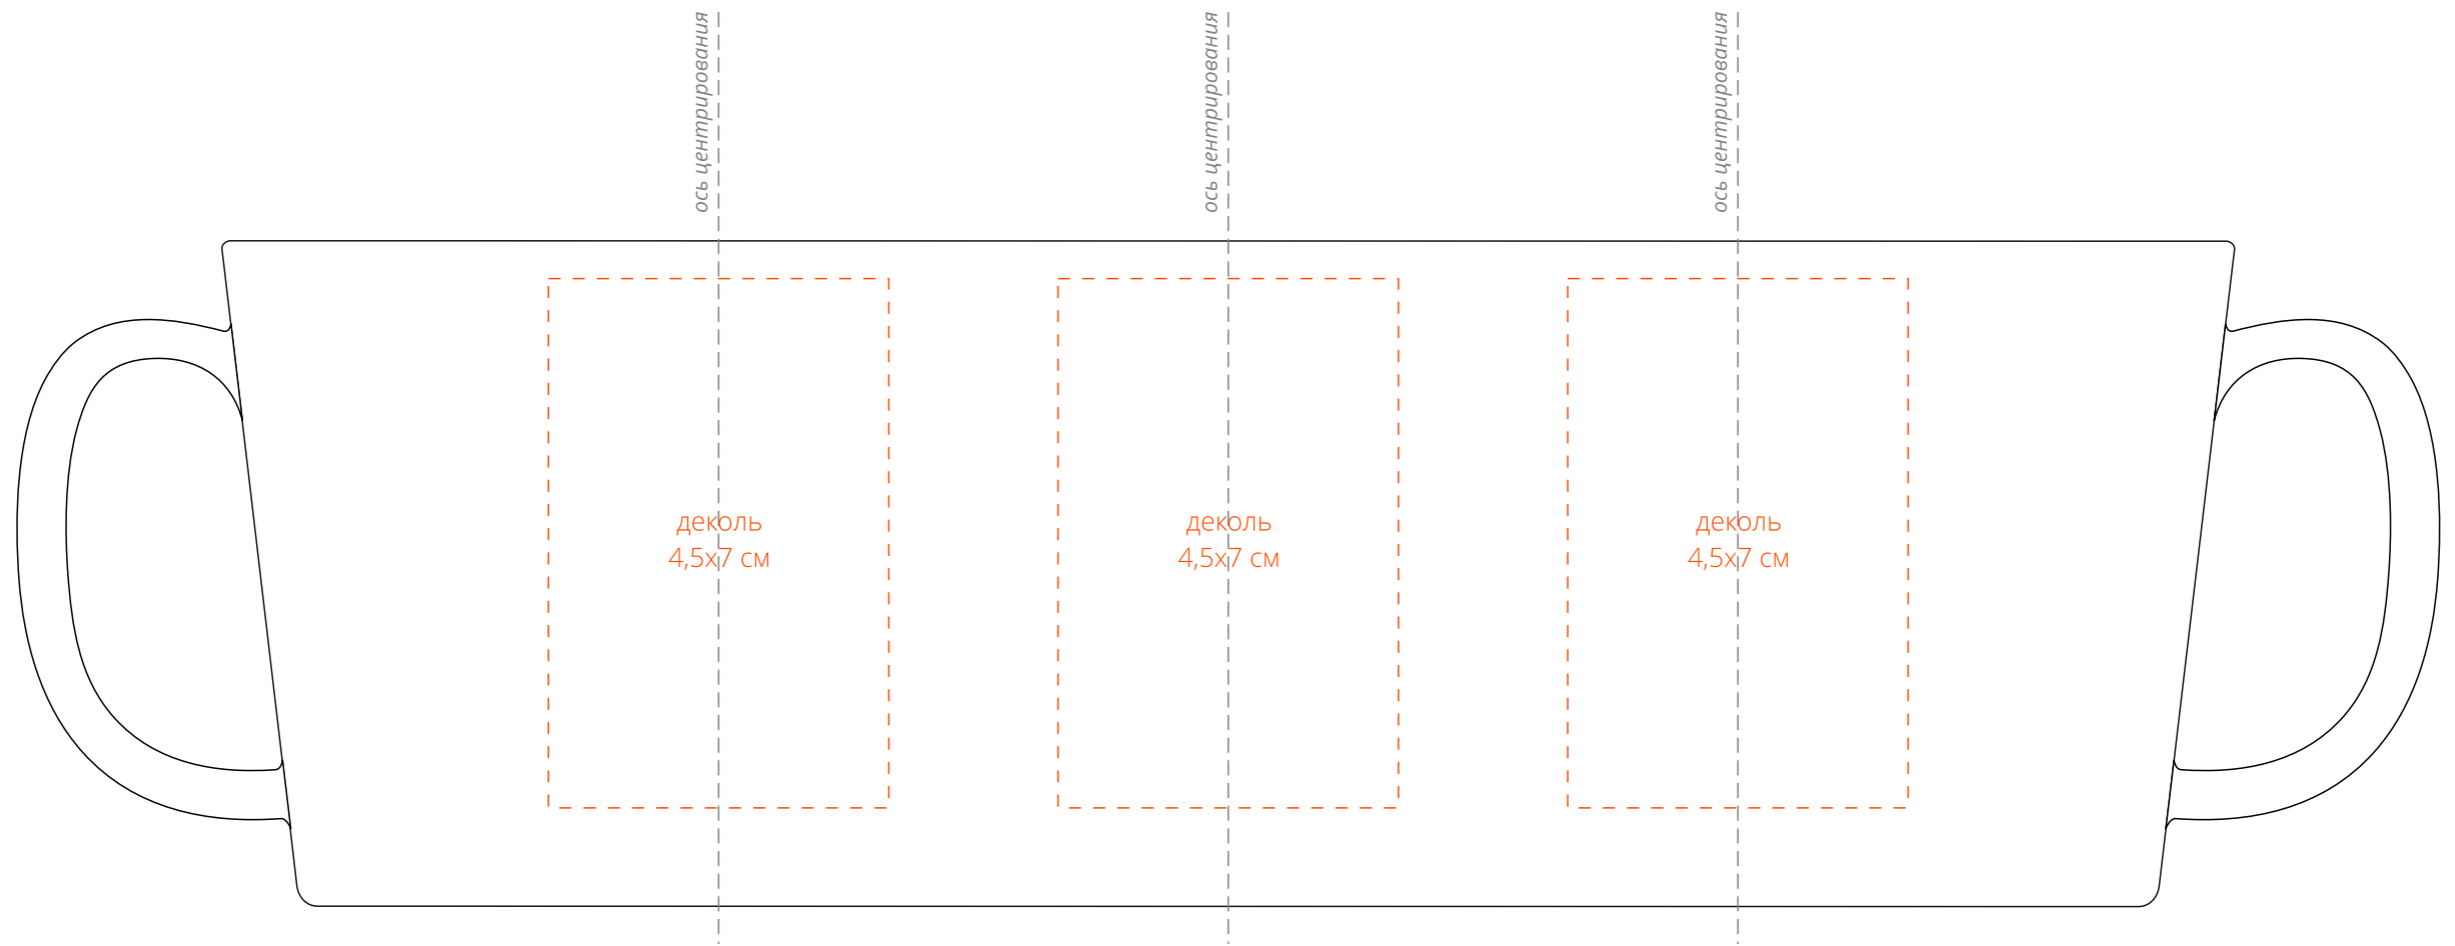 ось центрирования
ось центрирования
ось центрирования
деколь
4,5х7 см
деколь
4,5х7 см
деколь
4,5х7 см